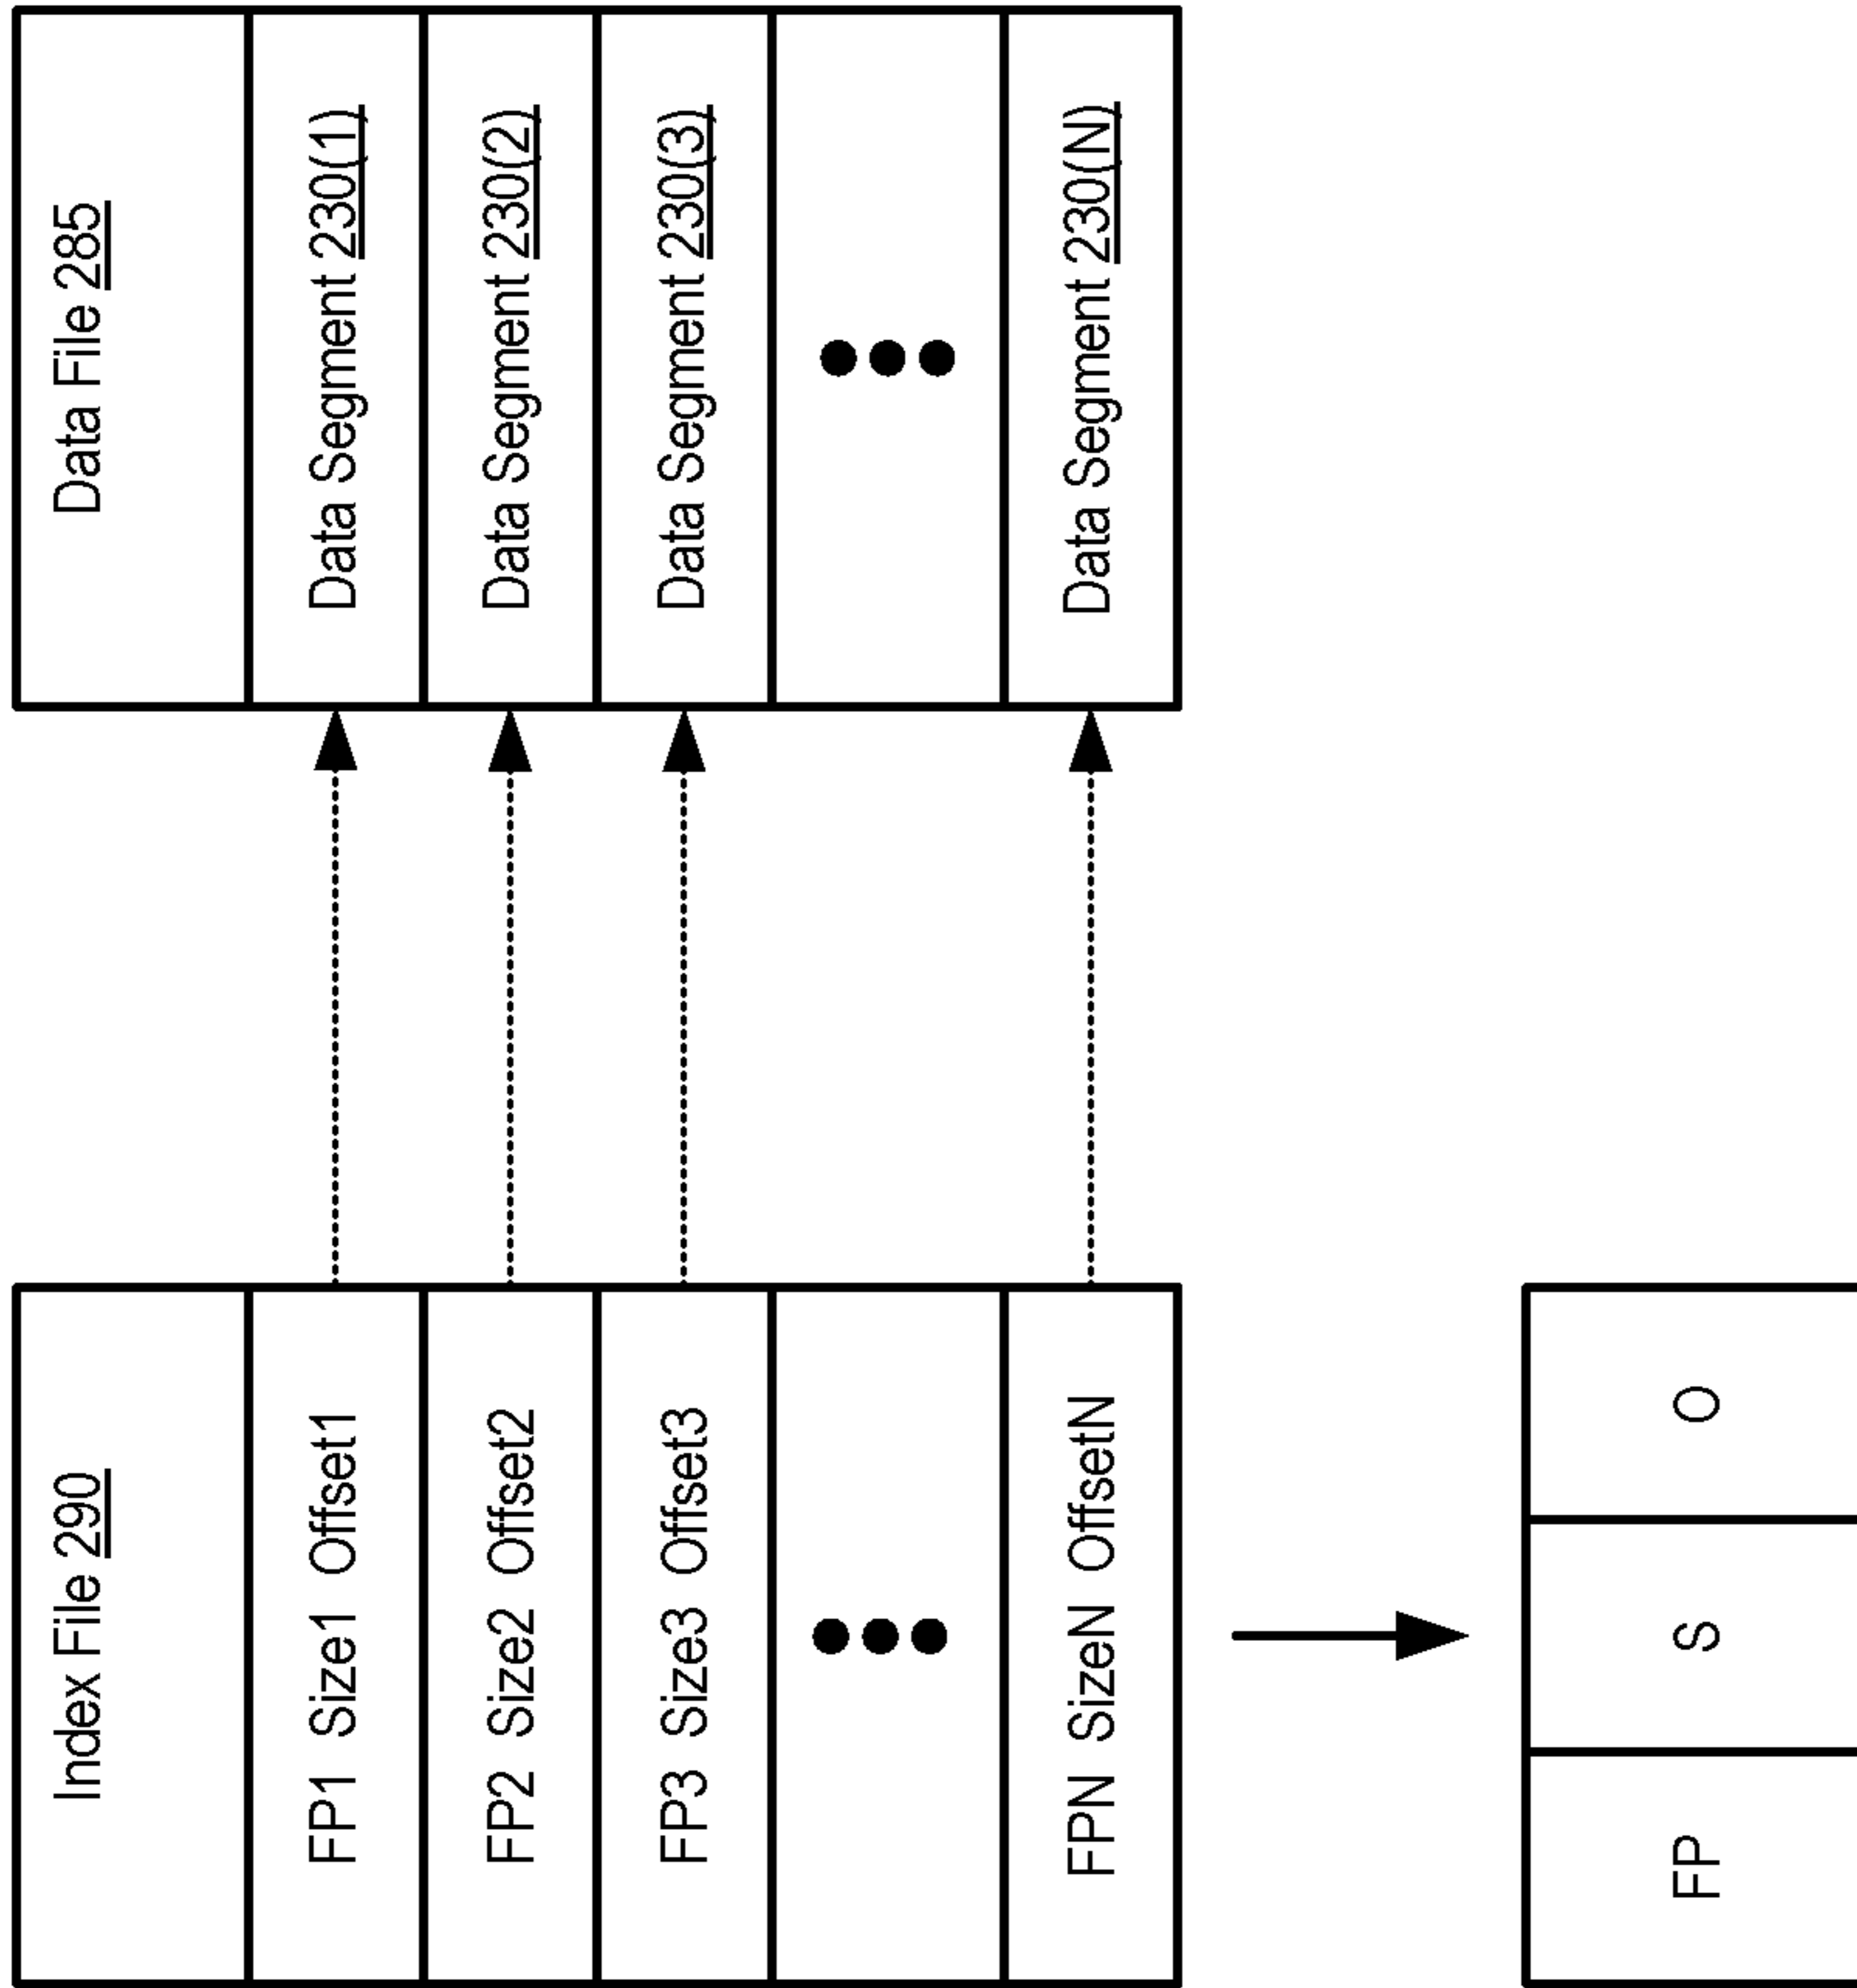 Index File 290
FP1 Size1 Offset1
FP2 Size2 Offset2
FP3 Size3 Offset3
FPN SizeN OffsetN
Data File 285
Data Segment 230(1)
Data Segment 230(2)
Data Segment 230(3)
Data Segment 230(N)
FP
S
O